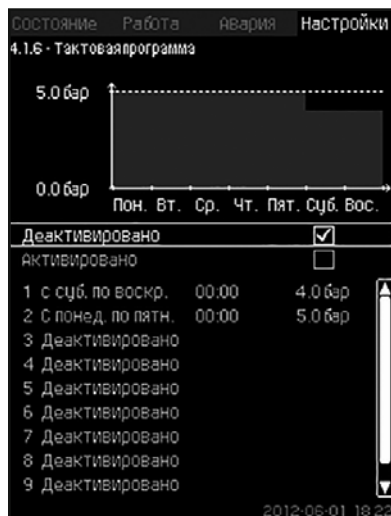 Состояние Работа Авария Настройки
4.1.6 - Тактоваяпрограмма
5.0 бар
0.0 бар
Пон. Вт. Ср. Чт. Пят. Суб. Вос.
Деактивировано
Активировано
1 с суб. по воскр. 00:00 4.0 бар
2 С понед. по пятн. 00:00 5.0 бар
3 Деактивировано
4 Деактивировано
5 Деактивировано
6 Деактивировано
7 Деактивировано
8 Деактивировано
9 Деактивировано
2012-06-01 18:22